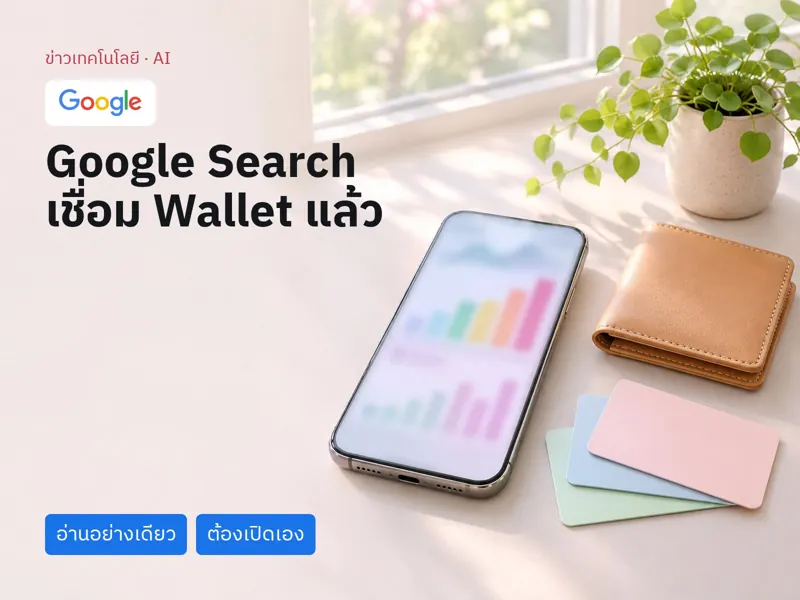 ข่าวเทคโนโลยี · AI
Google
Google Search
เชื่อม Wallet แล้ว
อ่านอย่างเดียว
ต้องเปิดเอง